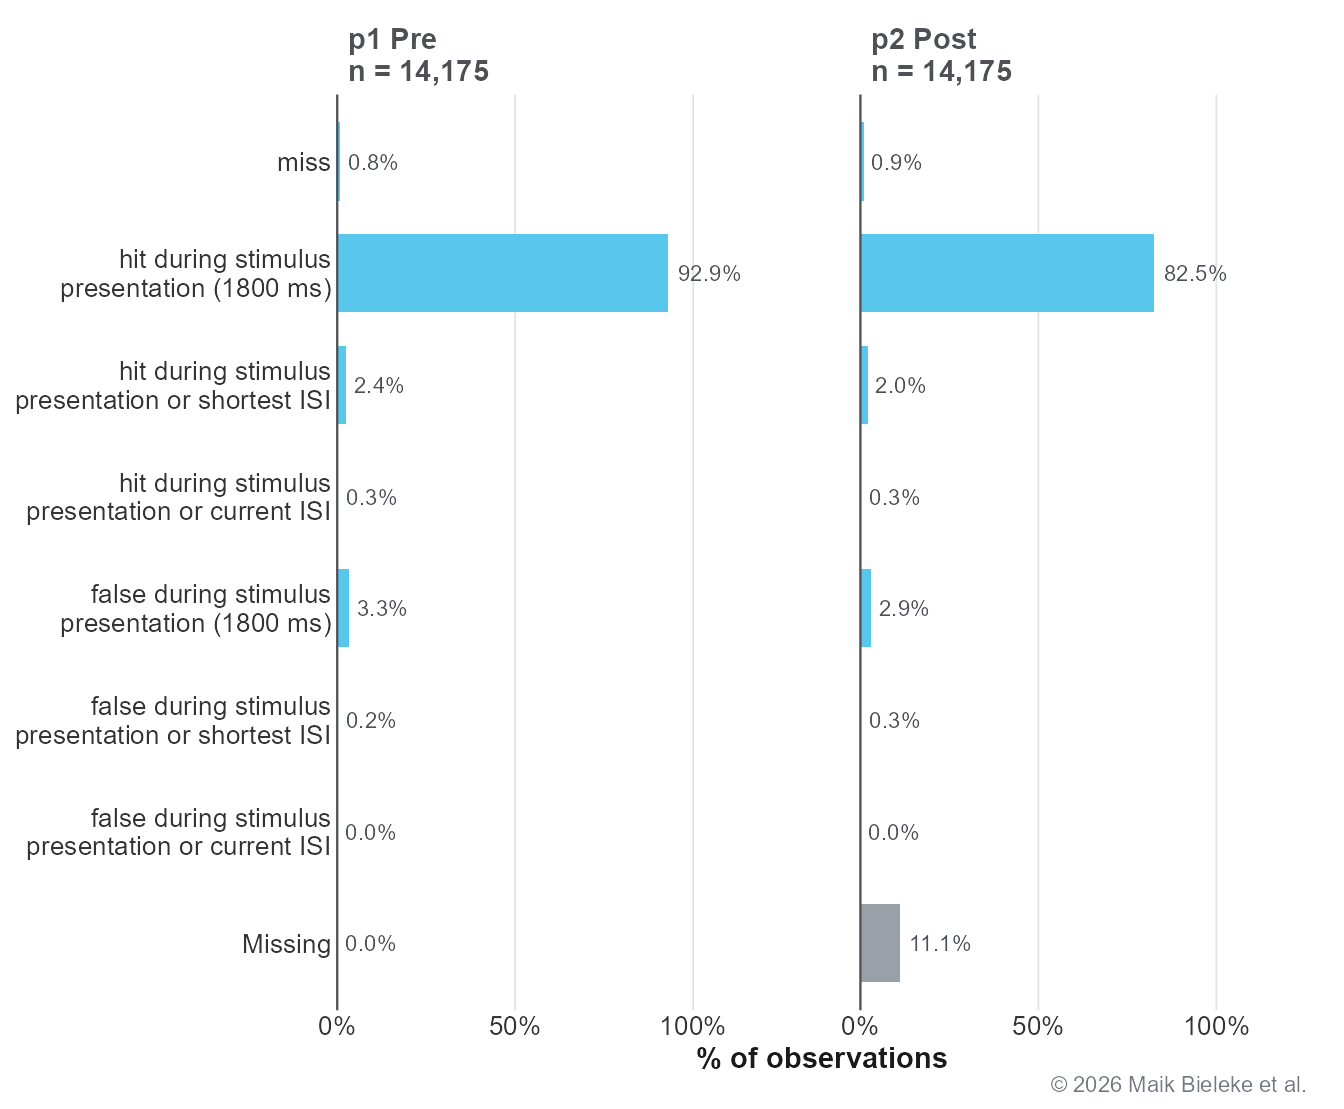 p1 Pre
n = 14,175
p2 Post
n = 14,175
miss
0.8%
0.9%
hit during stimulus
presentation (1800 ms)
92.9%
82.5%
hit during stimulus
presentation or shortest ISI
2.4%
2.0%
hit during stimulus
presentation or current ISI
0.3%
0.3%
false during stimulus
presentation (1800 ms)
3.3%
2.9%
false during stimulus
presentation or shortest ISI
0.2%
0.3%
false during stimulus
presentation or current ISI
0.0%
0.0%
Missing
0.0%
11.1%
0% 50% 100% 0% 50% 100%
% of observations
© 2026 Maik Bieleke et al.